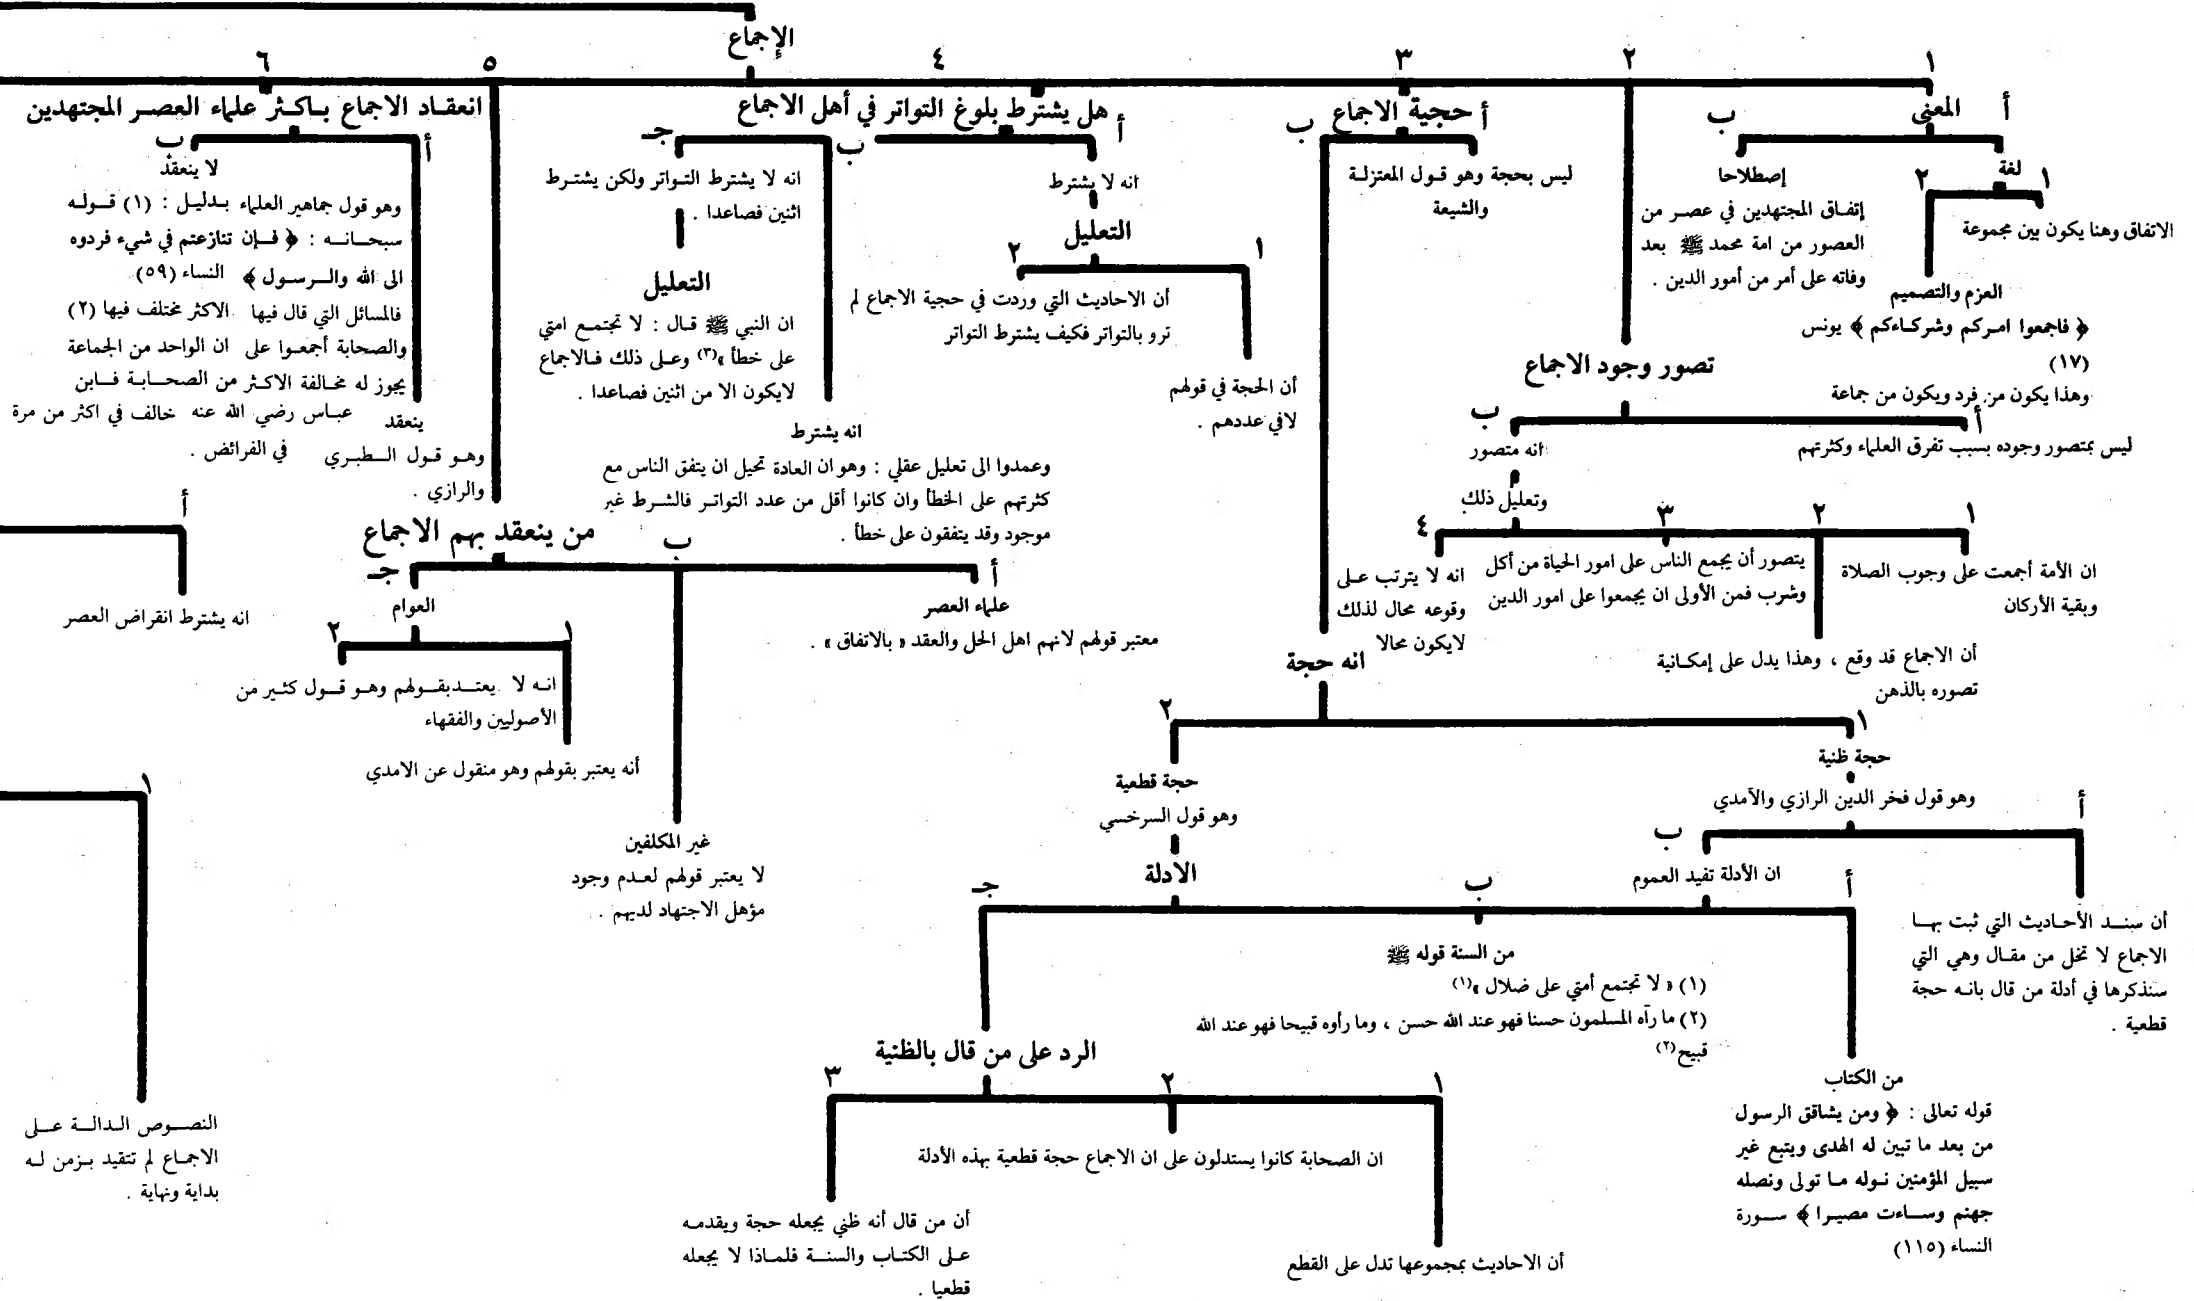 الإجماع
١
أ
المعنى
ب
لغة
١
٢
الاتفاق وهنا يكون بين مجموعة
العزم والتصميم
﴿ فاجمعوا امركم وشركاءكم ﴾ يونس
(١٧)
وهذا يكون من فرد ويكون من جماعة
إصطلاحا
إتفاق المجتهدين في عصر من
العصور من امة محمد ﷺ بعد
وفاته على أمر من أمور الدين .
٢
تصور وجود الاجماع
أ
ليس بمتصور وجوده بسبب تفرق العلماء وكثرتهم
ب
انه متصور
وتعليل ذلك
١
ان الأمة أجمعت على وجوب الصلاة
وبقية الأركان
٢
أن الاجماع قد وقع ، وهذا يدل على إمكانية
تصوره بالذهن
٣
يتصور أن يجمع الناس على امور الحياة من أكل
وشرب فمن الأولى ان يجمعوا على امور الدين
٤
انه لا يترتب على
وقوعه محال لذلك
لايكون محالا
٣
حجية الاجماع
أ
ليس بحجة وهو قول المعتزلة
والشيعة
ب
انه حجة
١
حجة ظنية
وهو قول فخر الدين الرازي والآمدي
أ
أن سند الأحاديث التي ثبت بها
الاجماع لا تخل من مقال وهي التي
سنذكرها في أدلة من قال بانه حجة
قطعية .
ب
ان الأدلة تفيد العموم
٢
حجة قطعية
وهو قول السرخسي
الادلة
أ
من الكتاب
قوله تعالى : ﴿ ومن يشاقق الرسول
من بعد ما تبين له الهدى ويتبع غير
سبيل المؤمنين نوله ما تولى ونصله
جهنم وساءت مصيرا ﴾ سورة
النساء (١١٥)
ب
من السنة قوله ﷺ
(١) « لا تجتمع أمتي على ضلال »(١)
(٢) ما رآه المسلمون حسنا فهو عند الله حسن ، وما رأوه قبيحا فهو عند الله
قبيح(٢)
جـ
الرد على من قال بالظنية
١
أن الاحاديث بمجموعها تدل على القطع
٢
ان الصحابة كانوا يستدلون على ان الاجماع حجة قطعية بهذه الأدلة
٣
أن من قال أنه ظني يجعله حجة ويقدمه
على الكتاب والسنة فلماذا لا يجعله
قطعيا .
٤
هل يشترط بلوغ التواتر في أهل الاجماع
أ
انه لا يشترط
التعليل
١
أن الحجة في قولهم
لافي عددهم .
٢
أن الاحاديث التي وردت في حجية الاجماع لم
ترو بالتواتر فكيف يشترط التواتر
ب
انه يشترط
وعمدوا الى تعليل عقلي : وهو ان العادة تحيل ان يتفق الناس مع
كثرتهم على الخطأ وان كانوا أقل من عدد التواتر فالشرط غير
موجود وقد يتفقون على خطأ .
جـ
انه لا يشترط التواتر ولكن يشترط
اثنين فصاعدا .
التعليل
ان النبي ﷺ قال : لا تجتمع امتي
على خطأ »(٣) وعلى ذلك فالاجماع
لايكون الا من اثنين فصاعدا .
٥
من ينعقد بهم الاجماع
أ
علماء العصر
معتبر قولهم لانهم اهل الحل والعقد « بالاتفاق » .
ب
غير المكلفين
لا يعتبر قولهم لعدم وجود
مؤهل الاجتهاد لديهم .
جـ
العوام
١
أنه يعتبر بقولهم وهو منقول عن الامدي
٢
انه لا يعتدبقولهم وهو قول كثير من
الأصوليين والفقهاء
٦
انعقاد الاجماع باكثر علماء العصر المجتهدين
أ
ينعقد
وهو قول الطبري
والرازي .
ب
لا ينعقد
وهو قول جماهير العلماء بدليل : (١) قوله
سبحانه : ﴿ فإن تنازعتم في شيء فردوه
الى الله والرسول ﴾ النساء (٥٩)
فالمسائل التي قال فيها الاكثر مختلف فيها (٢)
والصحابة أجمعوا على ان الواحد من الجماعة
يجوز له مخالفة الاكثر من الصحابة فابن
عباس رضي الله عنه خالف في اكثر من مرة
في الفرائض .
أ
انه يشترط انقراض العصر
١
النصوص الدالة على
الاجماع لم تتقيد بزمن له
بداية ونهاية .